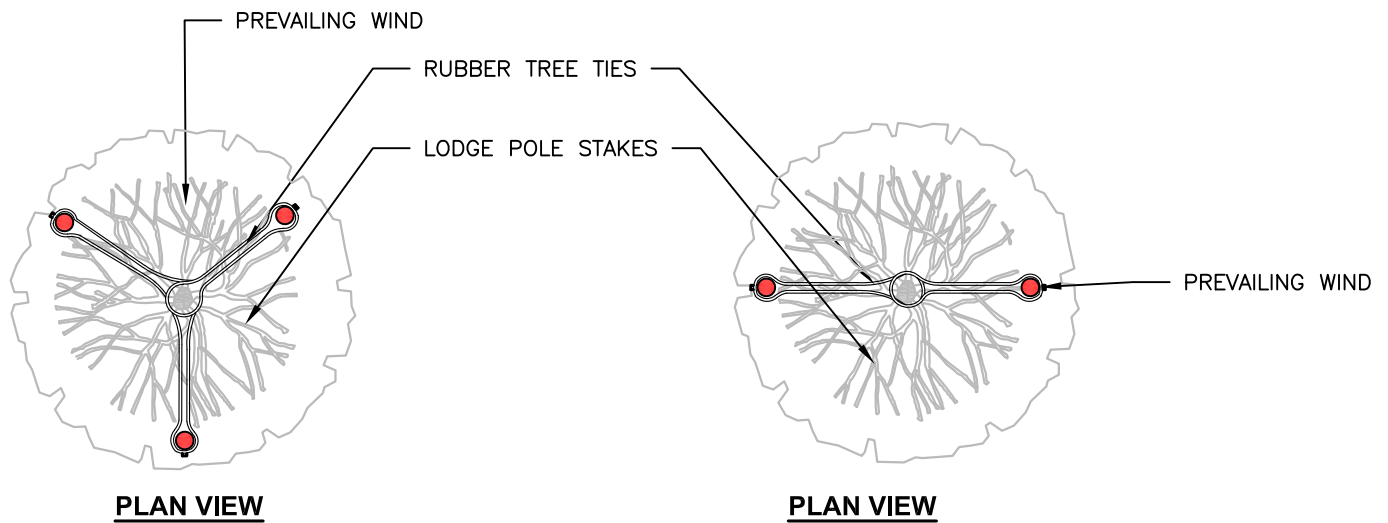 PREVAILING WIND
RUBBER TREE TIES
LODGE POLE STAKES
PREVAILING WIND
PLAN VIEW
PLAN VIEW